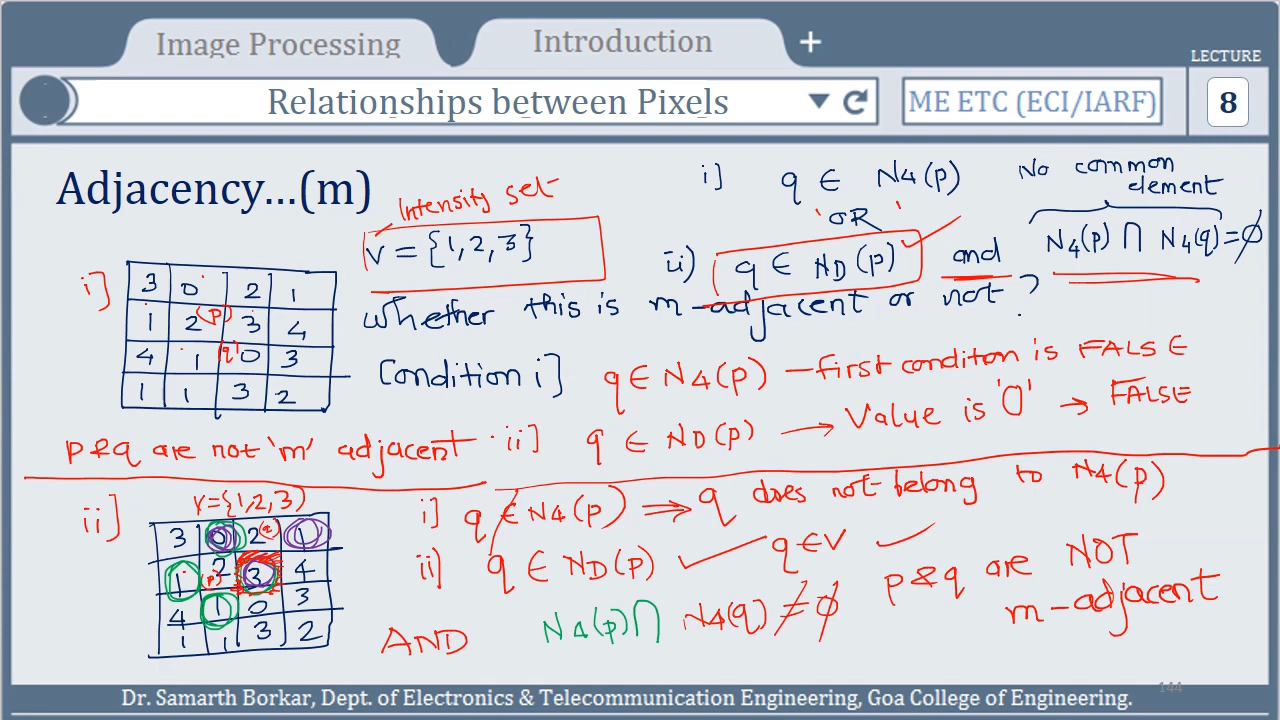 Image Processing
Introduction
+
LECTURE
Relationships between Pixels
ME ETC (ECI/IARF)
8
Adjacency…(m)
Intensity set
V = {1,2,3}
i] q ∈ N4(p)
'OR'
ii) q ∈ ND(p) and
No common
element
N4(p) ∩ N4(q) = ∅
i]
3 0 2 1
1 2 (p) 3 4
4 1 (q) 0 3
1 1 3 2
Whether this is m-adjacent or not ?
Condition i] q ∈ N4(p) – first conditon is FALSE
ii] q ∈ ND(p) → Value is '0' → FALSE
P & q are not 'm' adjacent
ii]
V={1,2,3)
3 0 2 (q) 1
1 2 (p) 3 4
4 1 0 3
1 1 3 2
i] q ∉ N4(p) ⇒ q does not belong to N4(p)
ii] q ∈ ND(p) ✓ q∈V ✓
AND N4(p) ∩ N4(q) ≠ ∅
p & q are NOT
m-adjacent
144
Dr. Samarth Borkar, Dept. of Electronics & Telecommunication Engineering, Goa College of Engineering.